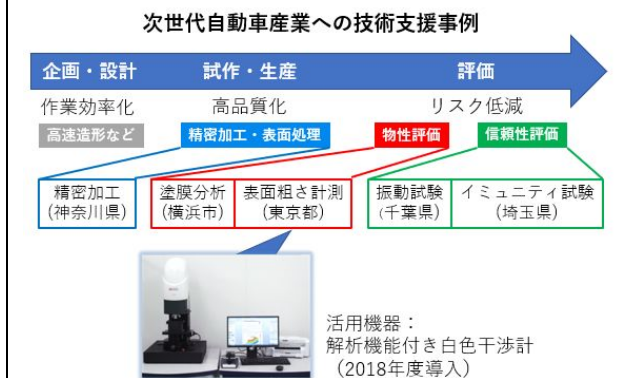 次世代自動車産業への技術支援事例
企画・設計 試作・生産 評価
作業効率化 高品質化 リスク低減
高速造形など 精密加工・表面処理 物性評価 信頼性評価
精密加工 塗膜分析 表面粗さ計測 振動試験 イミュニティ試験
(神奈川県) (横浜市) (東京都) (千葉県) (埼玉県)
活用機器：
解析機能付き白色干渉計
（2018年度導入）